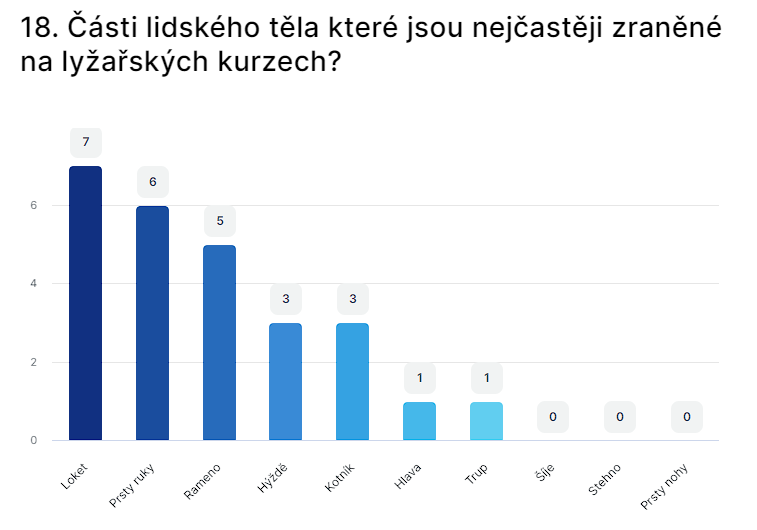 18. Části lidského těla které jsou nejčastěji zraněné
na lyžařských kurzech?
7
6
5
3
3
1
1
0
0
0
6
4
2
0
Loket
Prsty ruky
Rameno
Hýždě
Kotník
Hlava
Trup
Šíje
Stehno
Prsty nohy